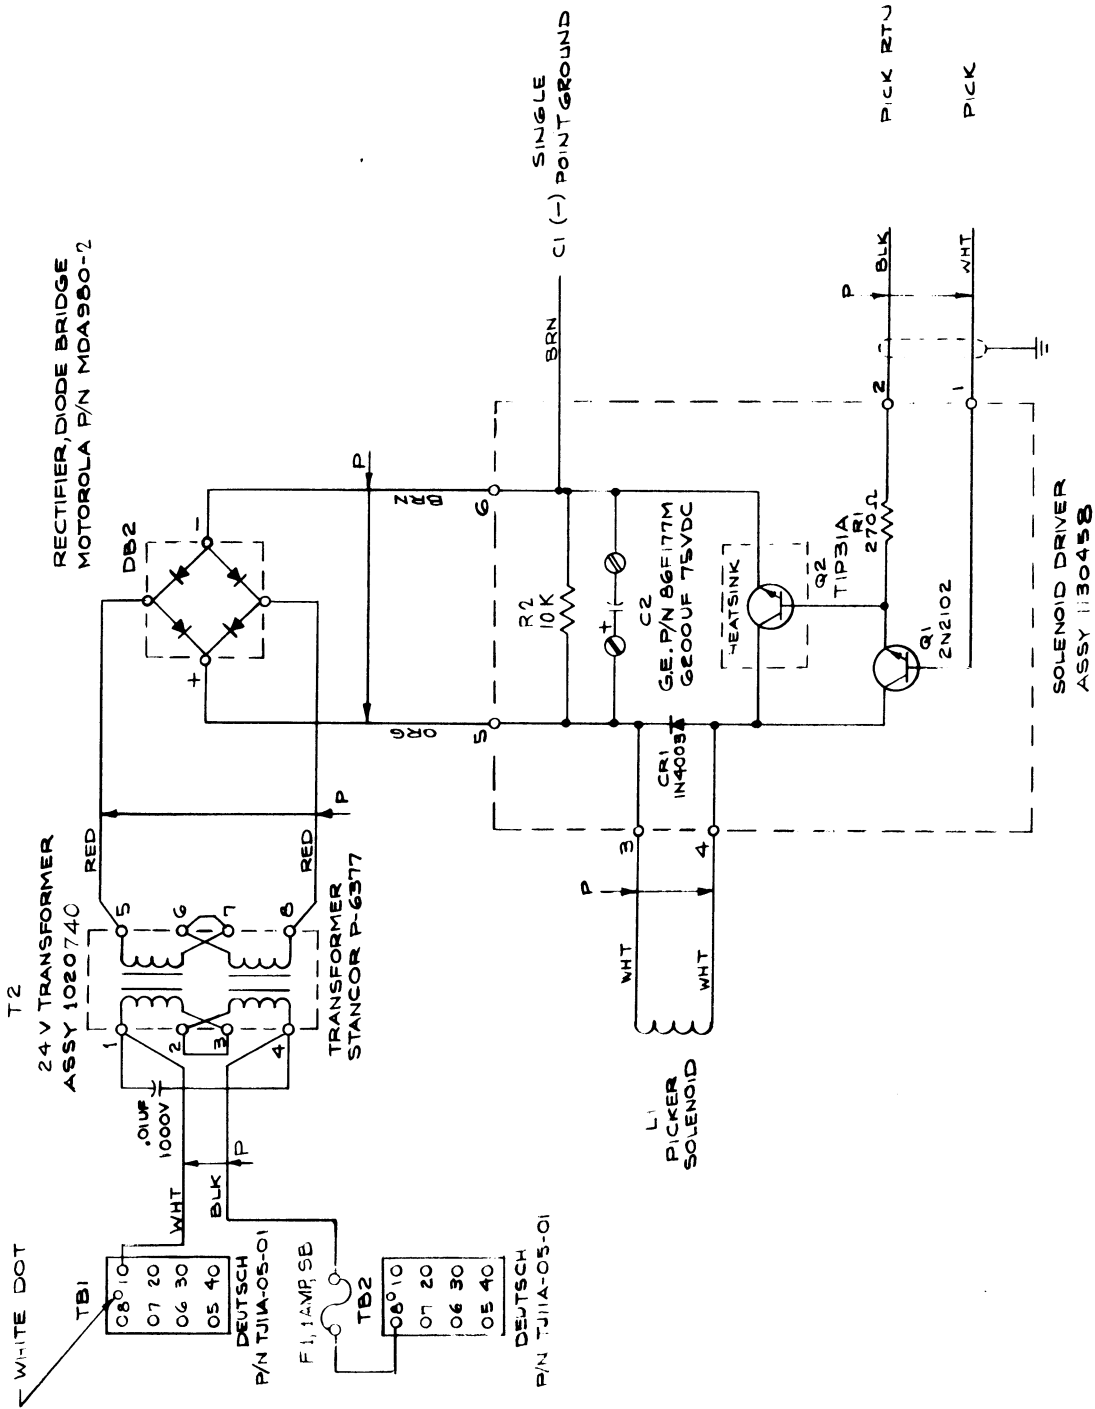 WHITE DOT
TB1
08 10
07 20
06 30
05 40
DEUTSCH
P/N TJ11A-05-01
F1, 1AMP, SB
TB2
08 10
07 20
06 30
05 40
DEUTSCH
P/N TJ11A-05-01
WHT
BLK
P
.01UF
1000V
T2
24 V TRANSFORMER
ASSY 1020740
1
2
3
4
5
6
7
8
TRANSFORMER
STANCOR P-6377
RED
RED
P
RECTIFIER, DIODE BRIDGE
MOTOROLA P/N MDA980-2
DB2
+
-
P
ORG
BRN
5
6
BRN
C1 (-)
SINGLE
POINT GROUND
R2
10K
+
C2
G.E. P/N 86F177M
6200UF 75VDC
HEATSINK
Q2
TIP31A
R1
270Ω
Q1
2N2102
CR1
1N4003
3
4
P
WHT
WHT
L1
PICKER
SOLENOID
2
1
P
BLK
WHT
PICK RTN
PICK
SOLENOID DRIVER
ASSY 1130458